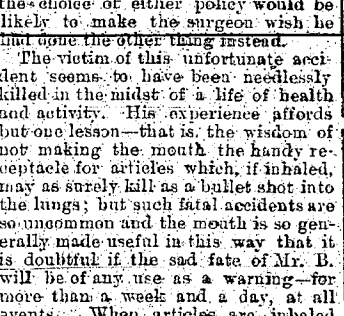 the choice of either policy would be
likely to make the surgeon wish he
had done the other thing instead.
The victim of this unfortunate acci-
dent seems to have been needlessly
killed in the midst of a life of health
and activity. His experience affords
but one lesson—that is, the wisdom of
not making the mouth the handy re-
ceptacle for articles which, if inhaled,
may as surely kill as a bullet shot into
the lungs; but such fatal accidents are
so uncommon and the mouth is so gen-
erally made useful in this way that it
is doubtful if the sad fate of Mr. B.
will be of any use as a warning—for
more than a week and a day, at all
events. When articles are inhaled